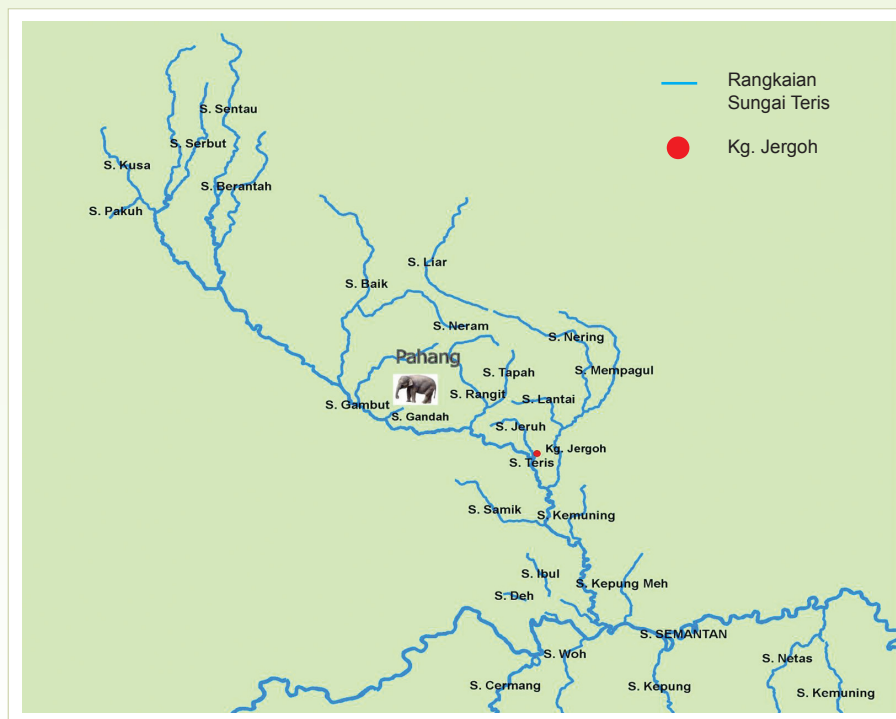 Rangkaian
Sungai Teris
Kg. Jergoh
S. Sentau
S. Serbut
S. Kusa
S. Berantah
S. Pakuh
S. Liar
S. Baik
S. Neram
S. Nering
Pahang
S. Tapah
S. Mempagul
S. Rangit
S. Lantai
S. Gambut
S. Gandah
S. Jeruh
Kg. Jergoh
S. Teris
S. Samik
S. Kemuning
S. Ibul
S. Kepung Meh
S. Deh
S. SEMANTAN
S. Woh
S. Netas
S. Cermang
S. Kepung
S. Kemuning